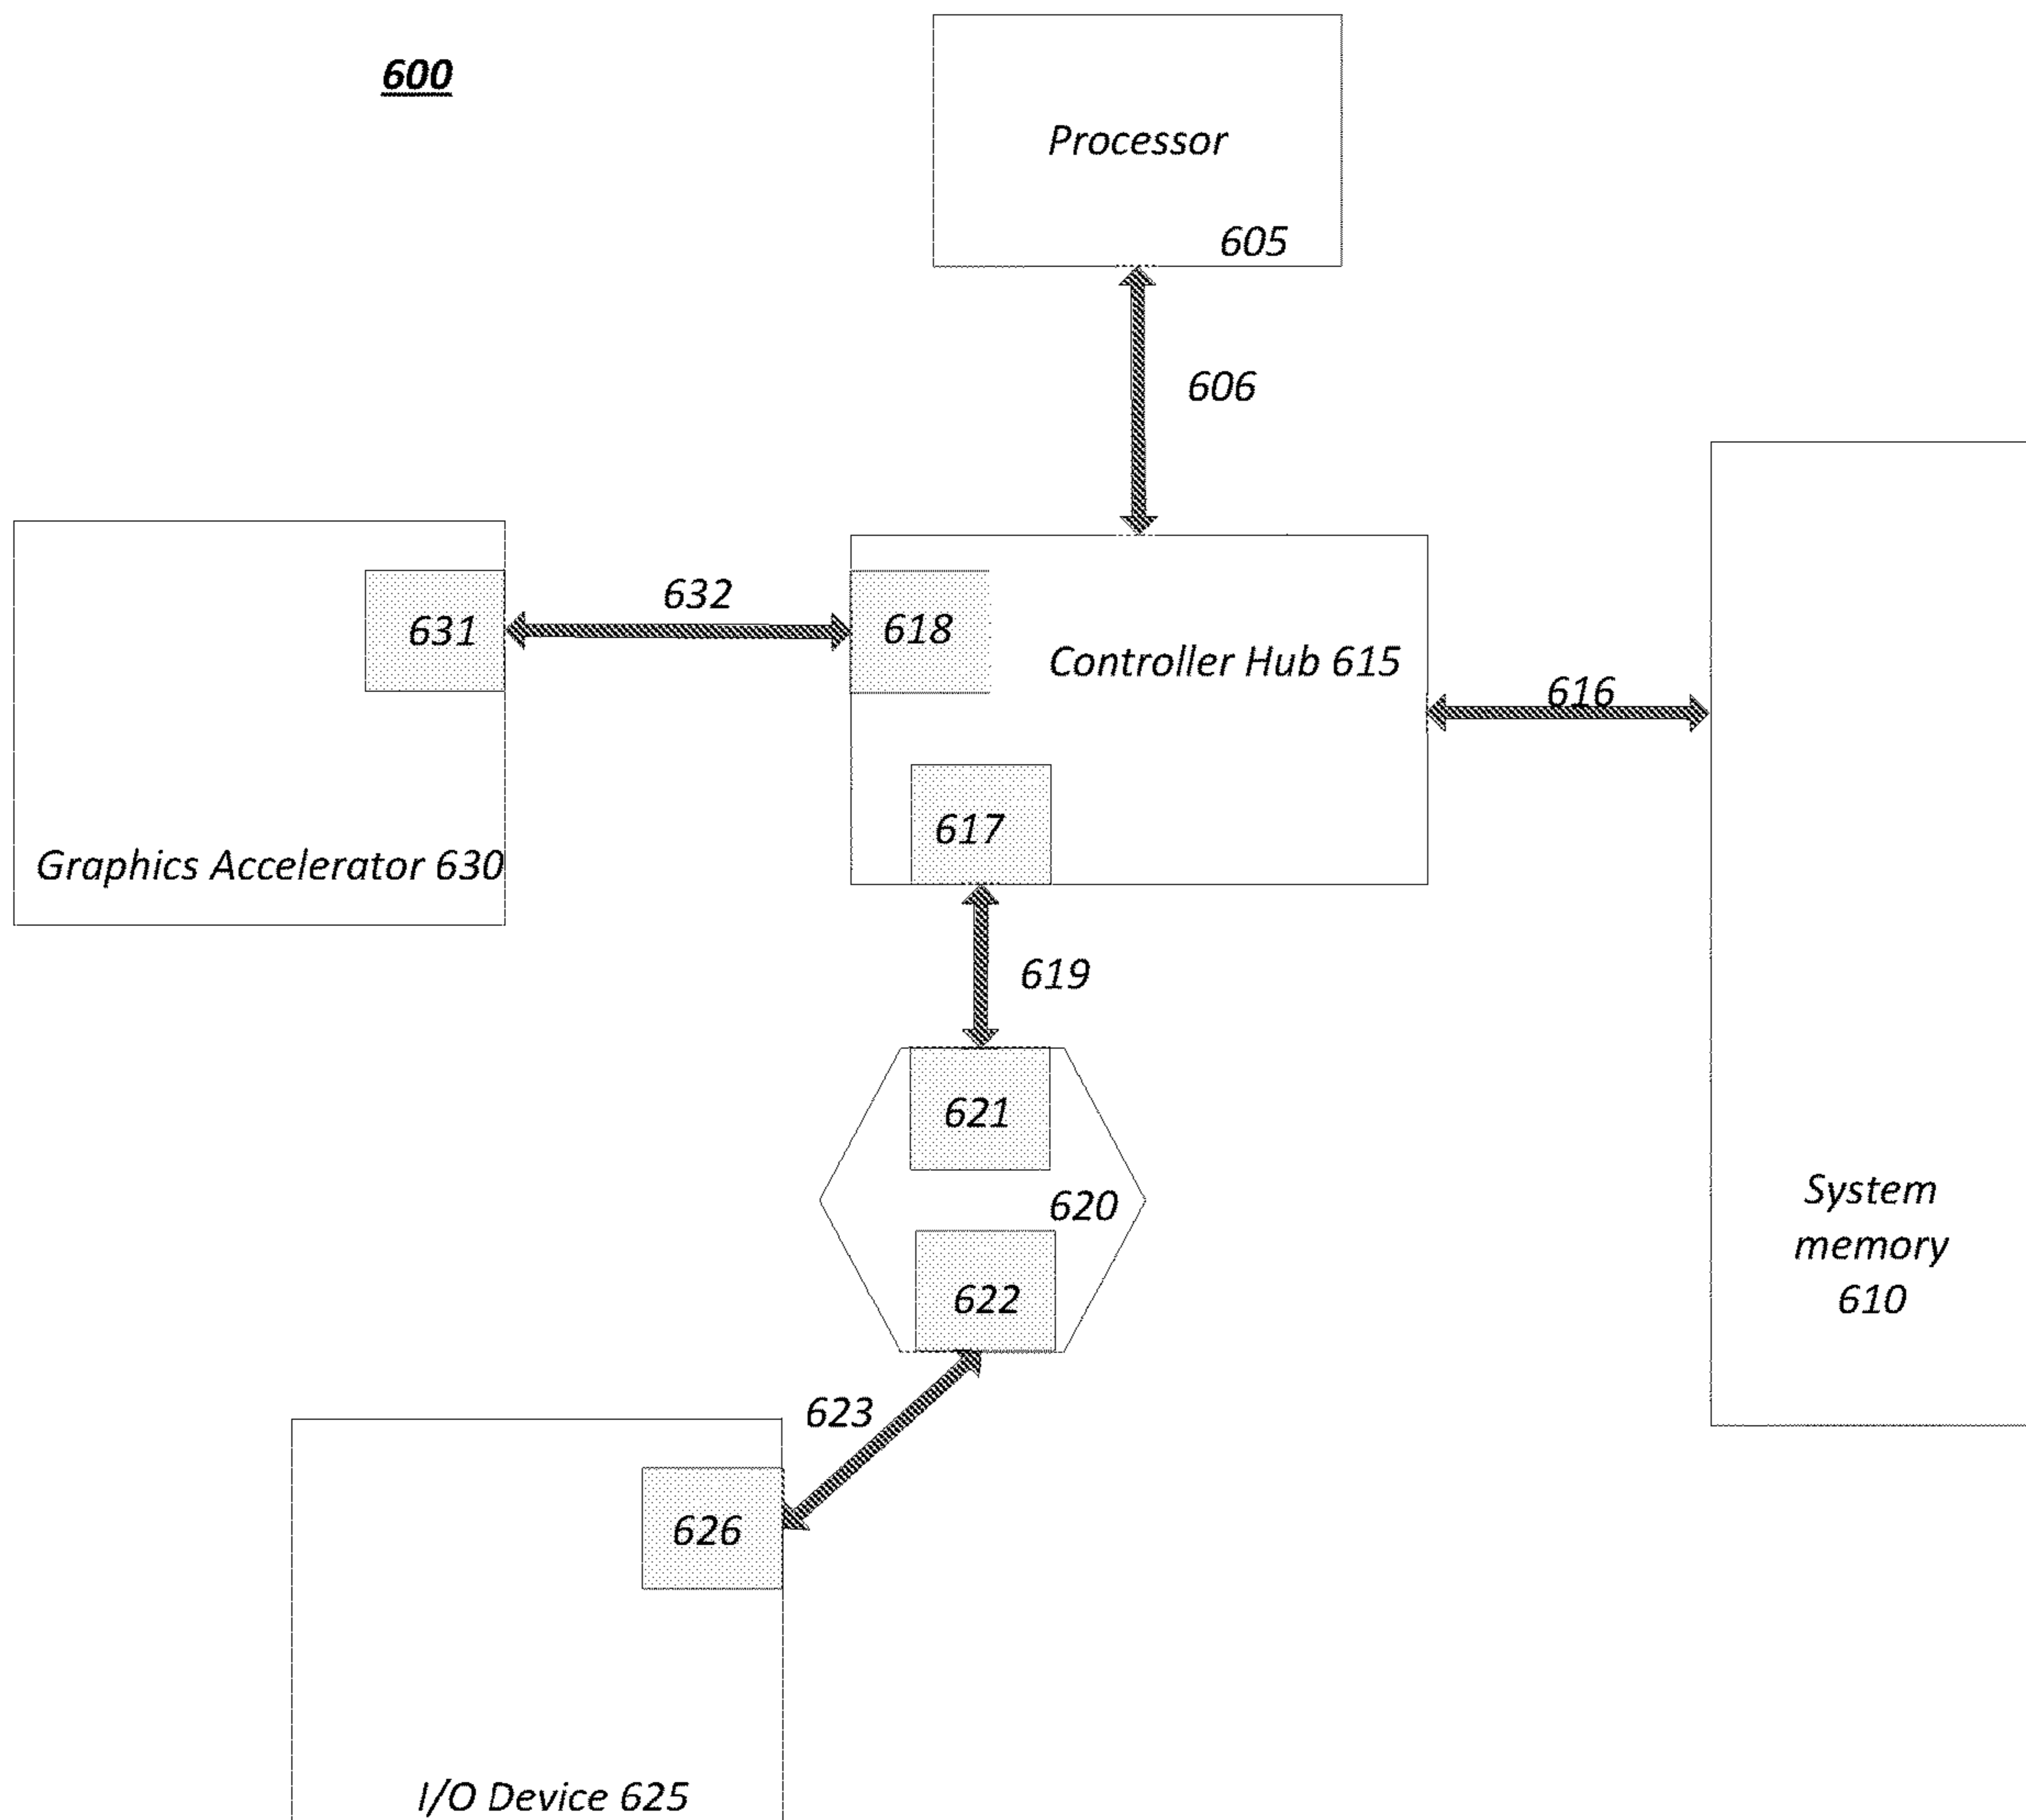 600
Processor
605
606
631
632
618
Controller Hub 615
616
617
Graphics Accelerator 630
619
621
620
622
System
memory
610
623
626
I/O Device 625